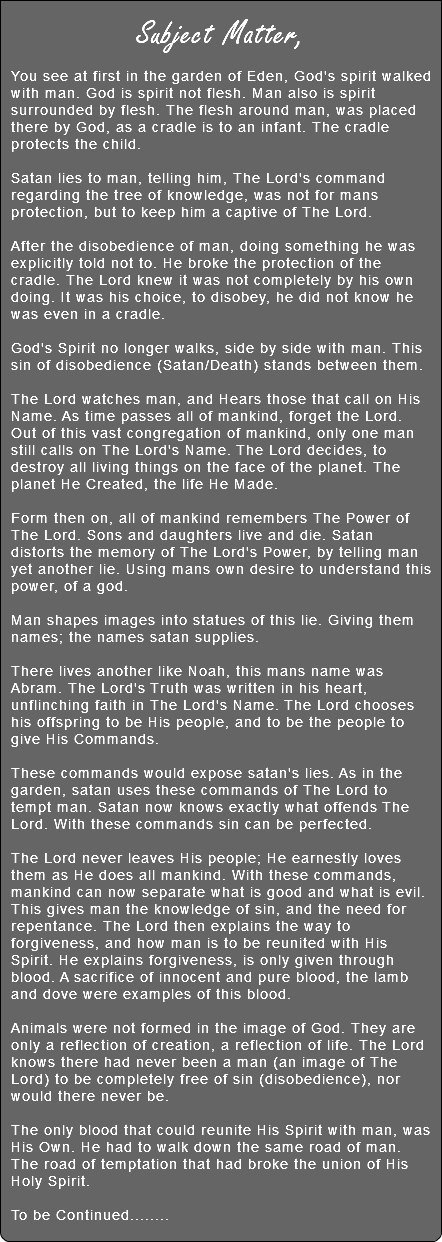 Subject Matter,
You see at first in the garden of Eden, God's spirit walked
with man. God is spirit not flesh. Man also is spirit
surrounded by flesh. The flesh around man, was placed
there by God, as a cradle is to an infant. The cradle
protects the child.
Satan lies to man, telling him, The Lord's command
regarding the tree of knowledge, was not for mans
protection, but to keep him a captive of The Lord.
After the disobedience of man, doing something he was
explicitly told not to. He broke the protection of the
cradle. The Lord knew it was not completely by his own
doing. It was his choice, to disobey, he did not know he
was even in a cradle.
God's Spirit no longer walks, side by side with man. This
sin of disobedience (Satan/Death) stands between them.
The Lord watches man, and Hears those that call on His
Name. As time passes all of mankind, forget the Lord.
Out of this vast congregation of mankind, only one man
still calls on The Lord's Name. The Lord decides, to
destroy all living things on the face of the planet. The
planet He Created, the life He Made.
Form then on, all of mankind remembers The Power of
The Lord. Sons and daughters live and die. Satan
distorts the memory of The Lord's Power, by telling man
yet another lie. Using mans own desire to understand this
power, of a god.
Man shapes images into statues of this lie. Giving them
names; the names satan supplies.
There lives another like Noah, this mans name was
Abram. The Lord's Truth was written in his heart,
unflinching faith in The Lord's Name. The Lord chooses
his offspring to be His people, and to be the people to
give His Commands.
These commands would expose satan's lies. As in the
garden, satan uses these commands of The Lord to
tempt man. Satan now knows exactly what offends The
Lord. With these commands sin can be perfected.
The Lord never leaves His people; He earnestly loves
them as He does all mankind. With these commands,
mankind can now separate what is good and what is evil.
This gives man the knowledge of sin, and the need for
repentance. The Lord then explains the way to
forgiveness, and how man is to be reunited with His
Spirit. He explains forgiveness, is only given through
blood. A sacrifice of innocent and pure blood, the lamb
and dove were examples of this blood.
Animals were not formed in the image of God. They are
only a reflection of creation, a reflection of life. The Lord
knows there had never been a man (an image of The
Lord) to be completely free of sin (disobedience), nor
would there never be.
The only blood that could reunite His Spirit with man, was
His Own. He had to walk down the same road of man.
The road of temptation that had broke the union of His
Holy Spirit.
To be Continued........